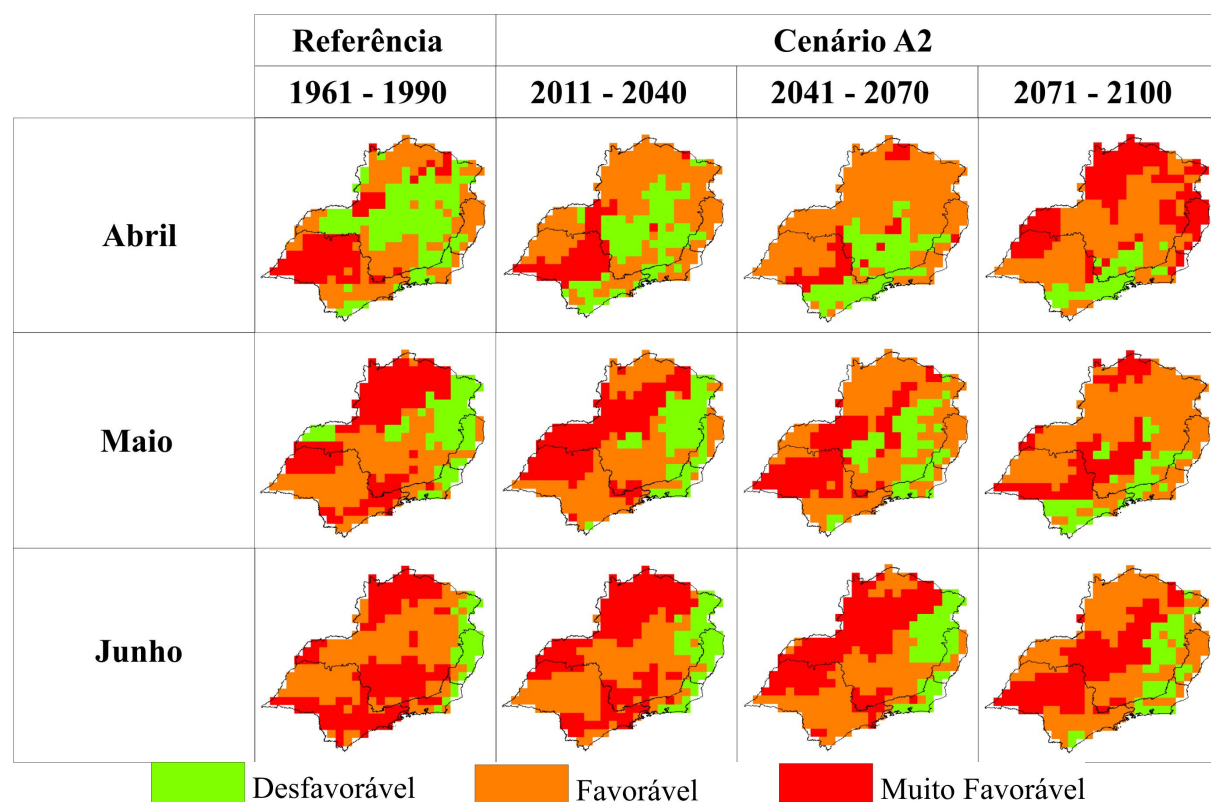 Referência Cenário A2
1961 - 1990 2011 - 2040 2041 - 2070 2071 - 2100
Abril
Maio
Junho
Desfavorável Favorável Muito Favorável